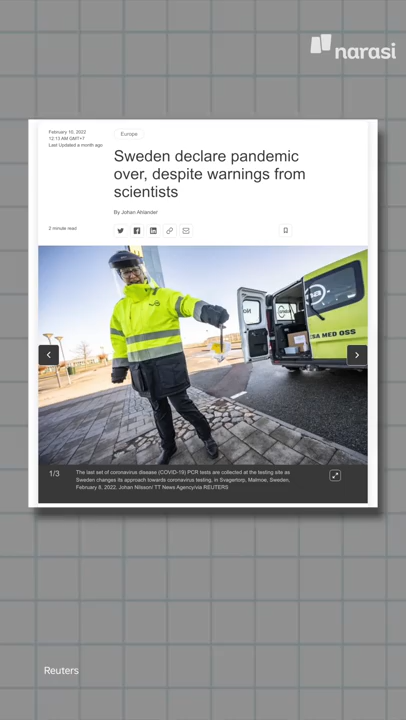 narasi
February 10, 2022
12:13 AM GMT+7
Last Updated a month ago
Europe
Sweden declare pandemic
over, despite warnings from
scientists
By Johan Ahlander
2 minute read
1/3
The last set of coronavirus disease (COVID-19) PCR tests are collected at the testing site as
Sweden changes its approach towards coronavirus testing, in Svagertorp, Malmow, Sweden,
February 8, 2022. Johan Nilsson/ TT News Agency/via REUTERS
SA MED OSS
Reuters